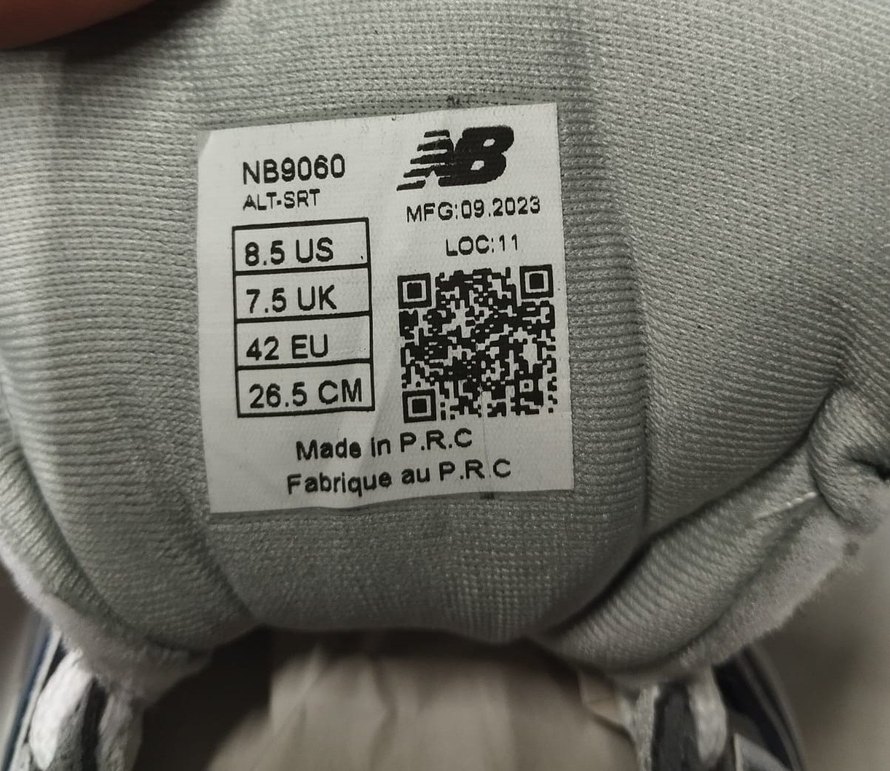 NB9060
ALT-SRT
8.5 US
7.5 UK
42 EU
26.5 CM
NB
MFG:09.2023
LOC:11
Made in P.R.C
Fabrique au P.R.C